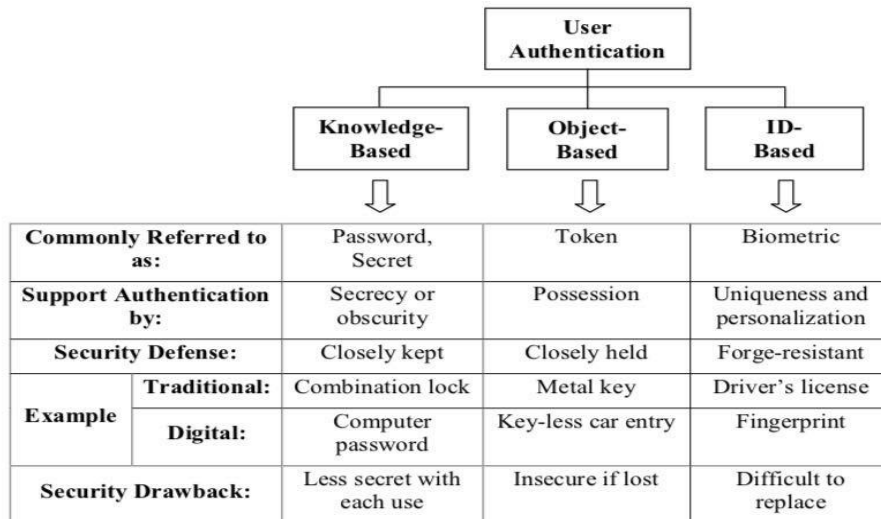 User
Authentication
Knowledge-
Based
Object-
Based
ID-
Based
Commonly Referred to
as:
Password,
Secret
Token
Biometric
Support Authentication
by:
Secrecy or
obscurity
Possession
Uniqueness and
personalization
Security Defense:
Closely kept
Closely held
Forge-resistant
Example
Traditional:
Combination lock
Metal key
Driver's license
Digital:
Computer
password
Key-less car entry
Fingerprint
Security Drawback:
Less secret with
each use
Insecure if lost
Difficult to
replace